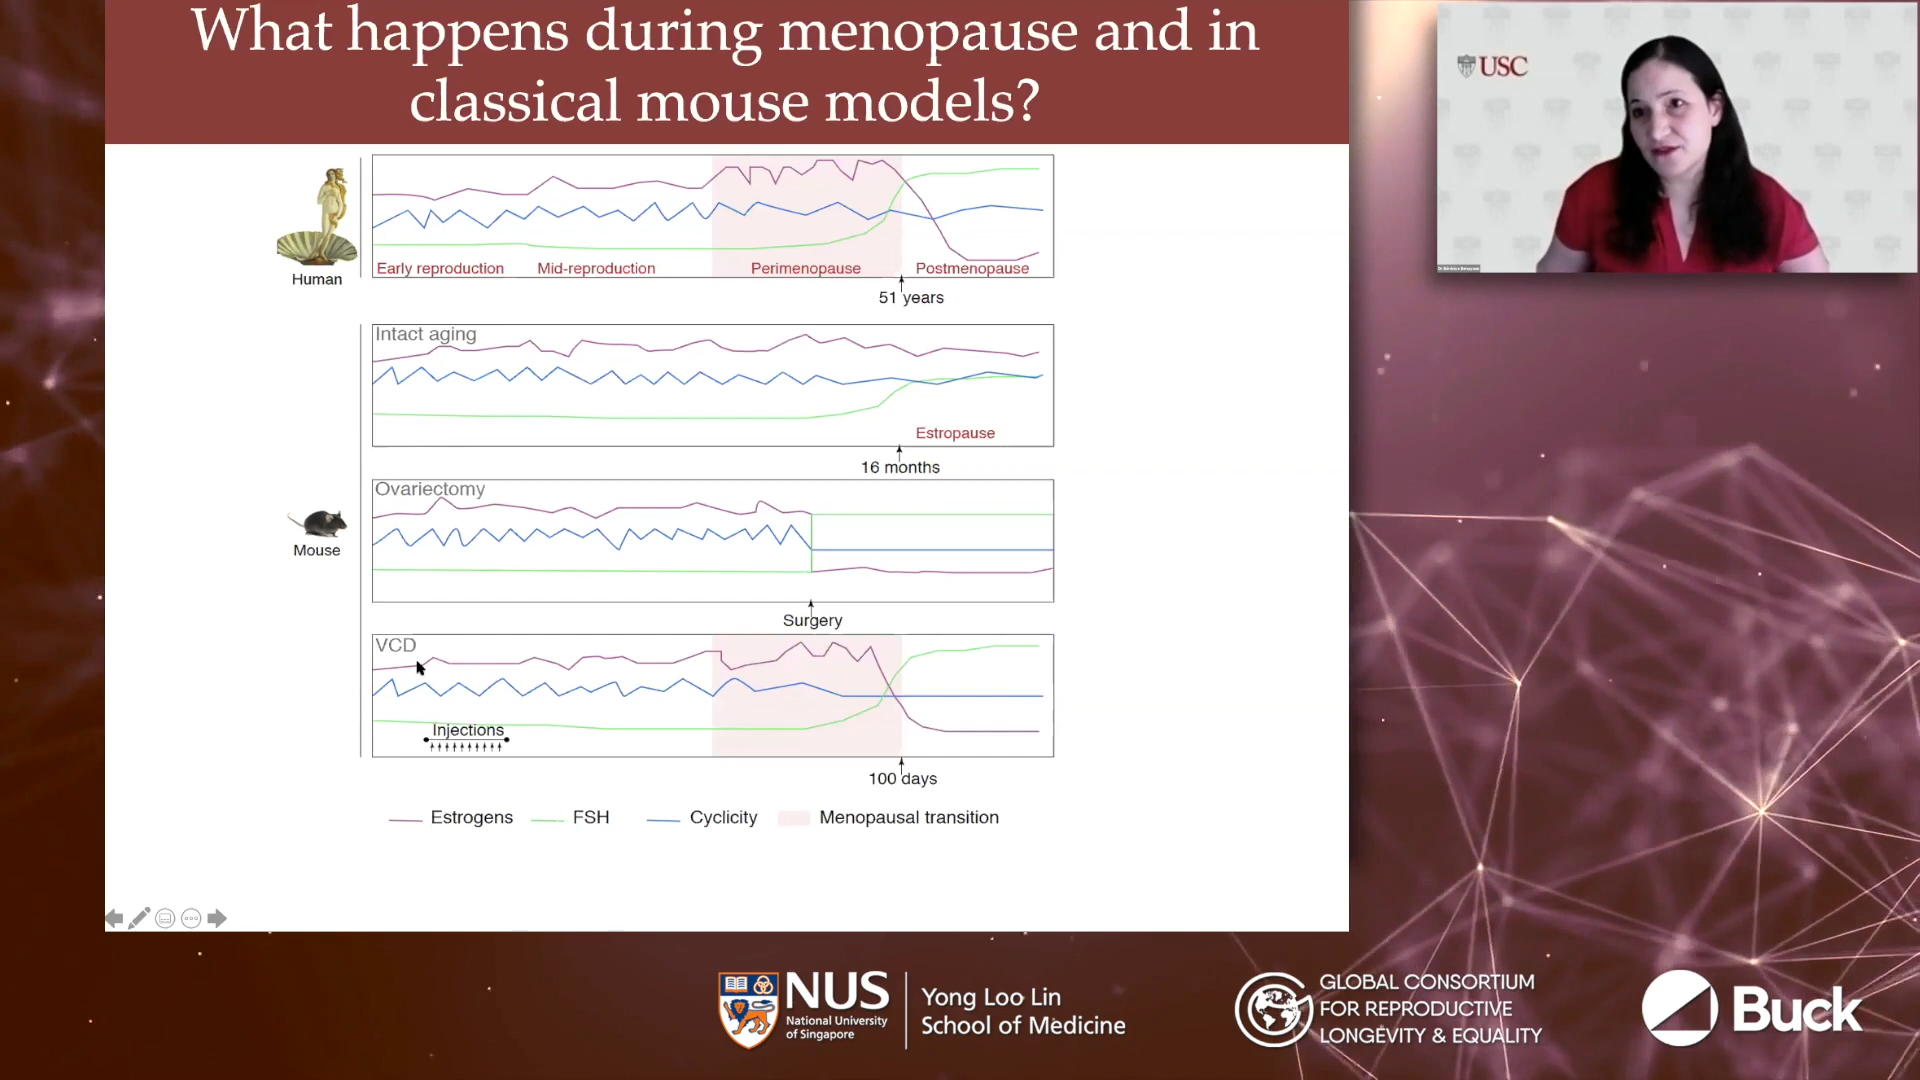 What happens during menopause and in
classical mouse models?
USC
Human
Early reproduction
Mid-reproduction
Perimenopause
Postmenopause
51 years
Intact aging
Estropause
16 months
Mouse
Ovariectomy
Surgery
VCD
Injections
100 days
Estrogens
FSH
Cyclicity
Menopausal transition
NUS
National University
of Singapore
Yong Loo Lin
School of Medicine
GLOBAL CONSORTIUM
FOR REPRODUCTIVE
LONGEVITY & EQUALITY
Buck